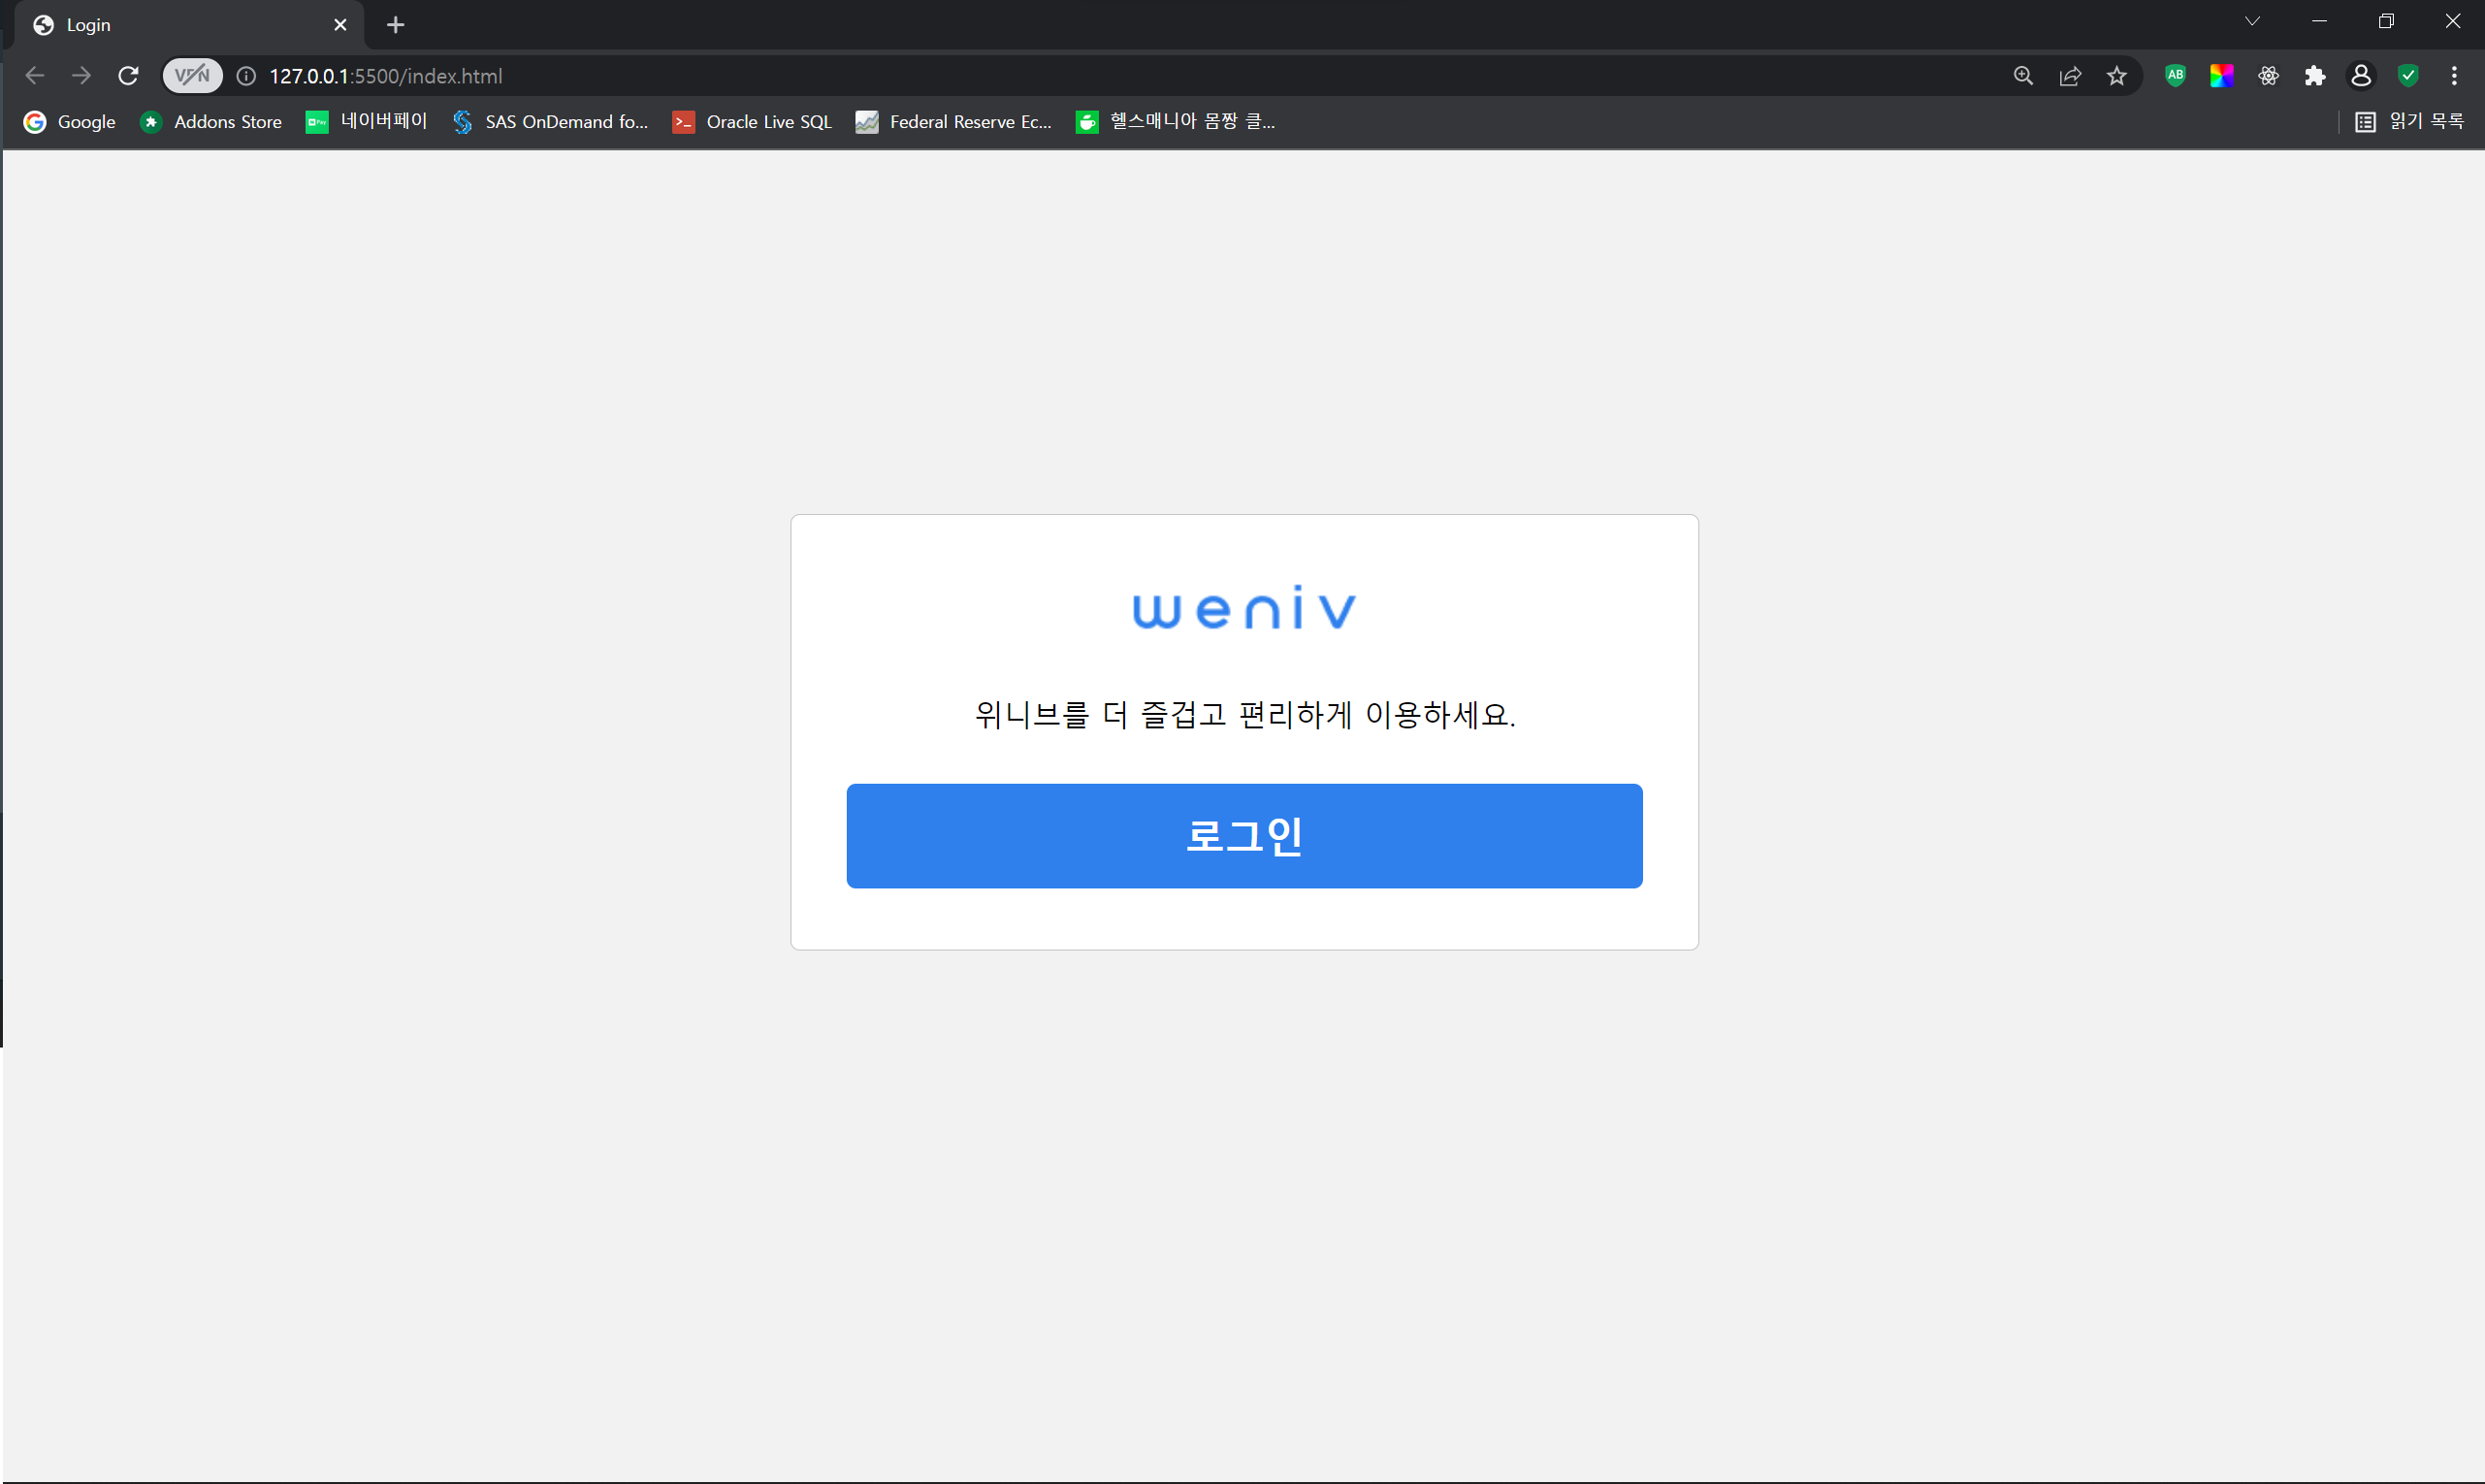 Login
VPN
127.0.0.1:5500/index.html
AB
Google
Addons Store
네이버페이
SAS OnDemand fo...
Oracle Live SQL
Federal Reserve Ec...
헬스매니아 몸짱 클...
읽기 목록
weniv
위니브를 더 즐겁고 편리하게 이용하세요.
로그인